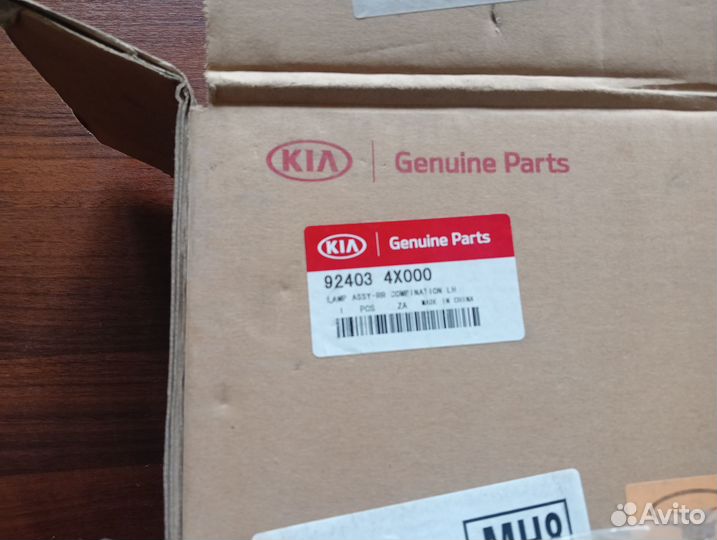 KIA Genuine Parts
KIA Genuine Parts
92403 4X000
LAMP ASSY-RR COMBINATION LH
1 PCS ZA MADE IN CHINA
MH8
Avito